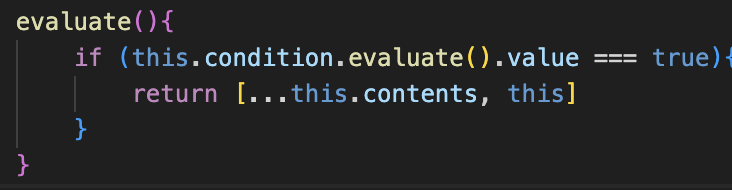 evaluate(){
if (this.condition.evaluate().value === true){
return [...this.contents, this]
}
}